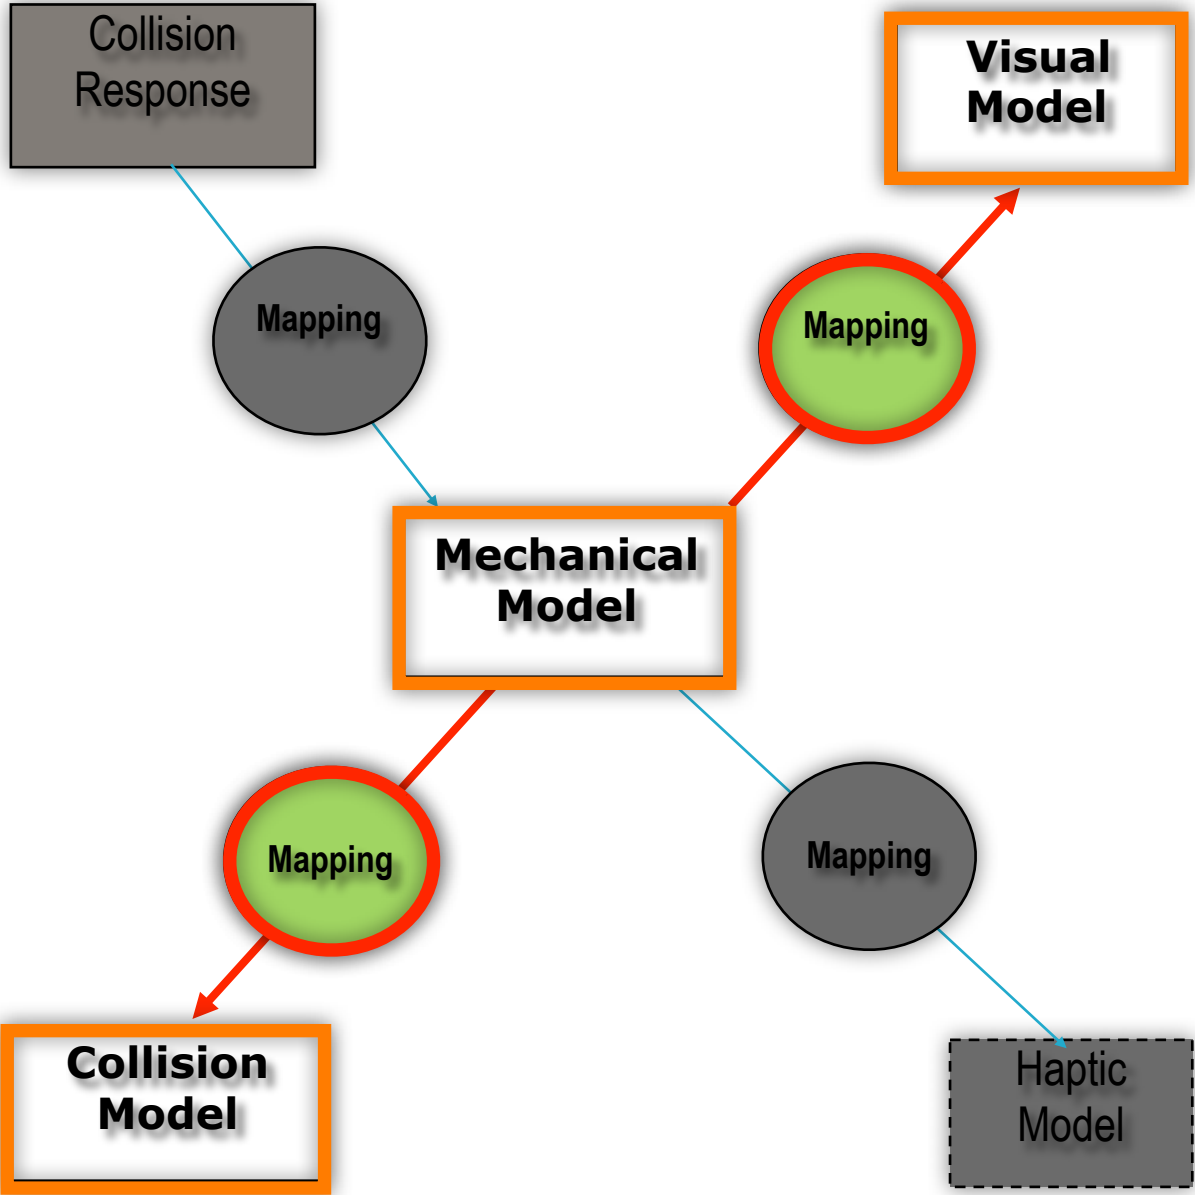 Collision
Response
Visual
Model
Mapping
Mapping
Mechanical
Model
Mapping
Mapping
Collision
Model
Haptic
Model